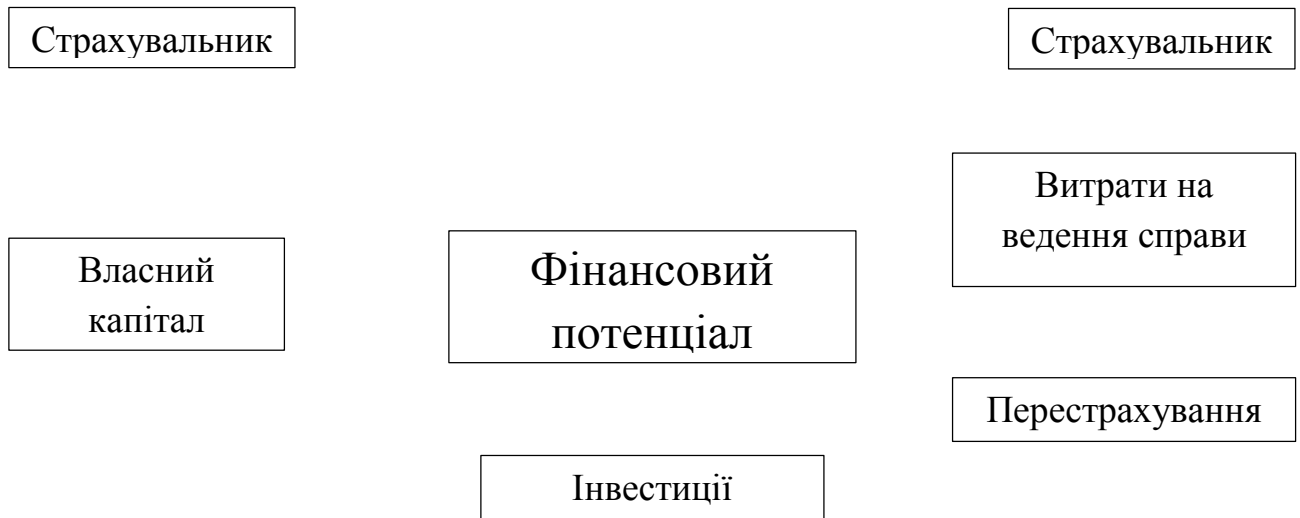 Страхувальник
Страхувальник
Витрати на
ведення справи
Власний
капітал
Фінансовий
потенціал
Перестрахування
Інвестиції